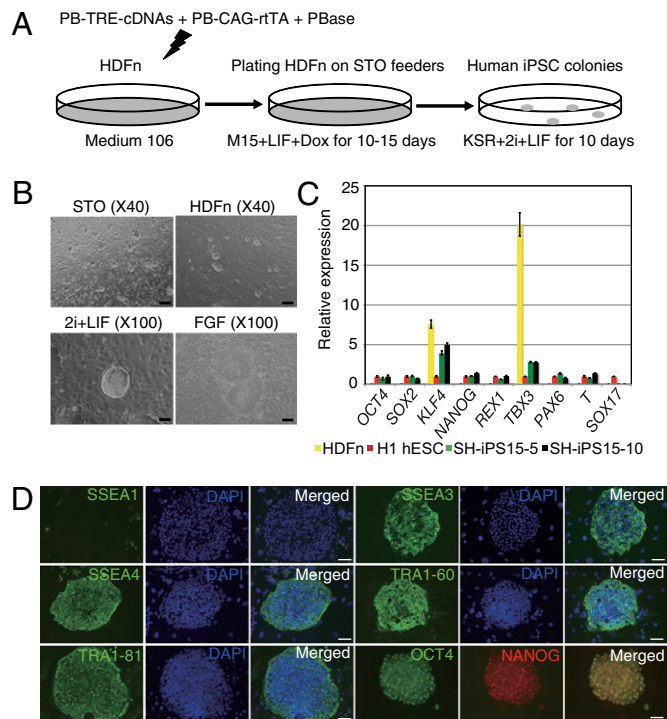 A
PB-TRE-cDNAs + PB-CAG-rtTA + PBase
HDFn
Plating HDFn on STO feeders
Human iPSC colonies
Medium 106
M15+LIF+Dox for 10-15 days
KSR+2i+LIF for 10 days
B
STO (X40)
HDFn (X40)
2i+LIF (X100)
FGF (X100)
C
Relative expression
25
20
15
10
5
0
OCT4
SOX2
KLF4
NANOG
REX1
TBX3
PAX6
T
SOX17
HDFn
H1 hESC
SH-iPS15-5
SH-iPS15-10
D
SSEA1
DAPI
Merged
SSEA3
DAPI
Merged
SSEA4
DAPI
Merged
TRA1-60
DAPI
Merged
TRA1-81
DAPI
Merged
OCT4
NANOG
Merged